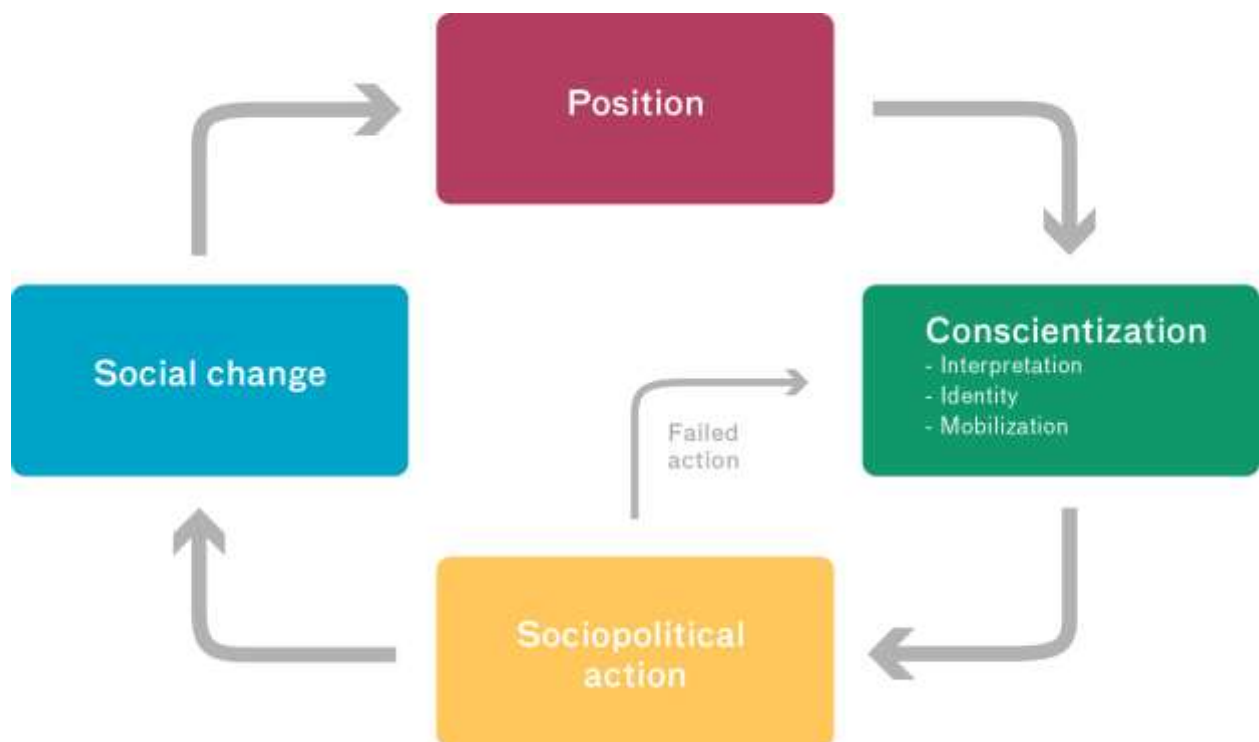 Position
Social change
Conscientization
- Interpretation
- Identity
- Mobilization
Failed
action
Sociopolitical
action